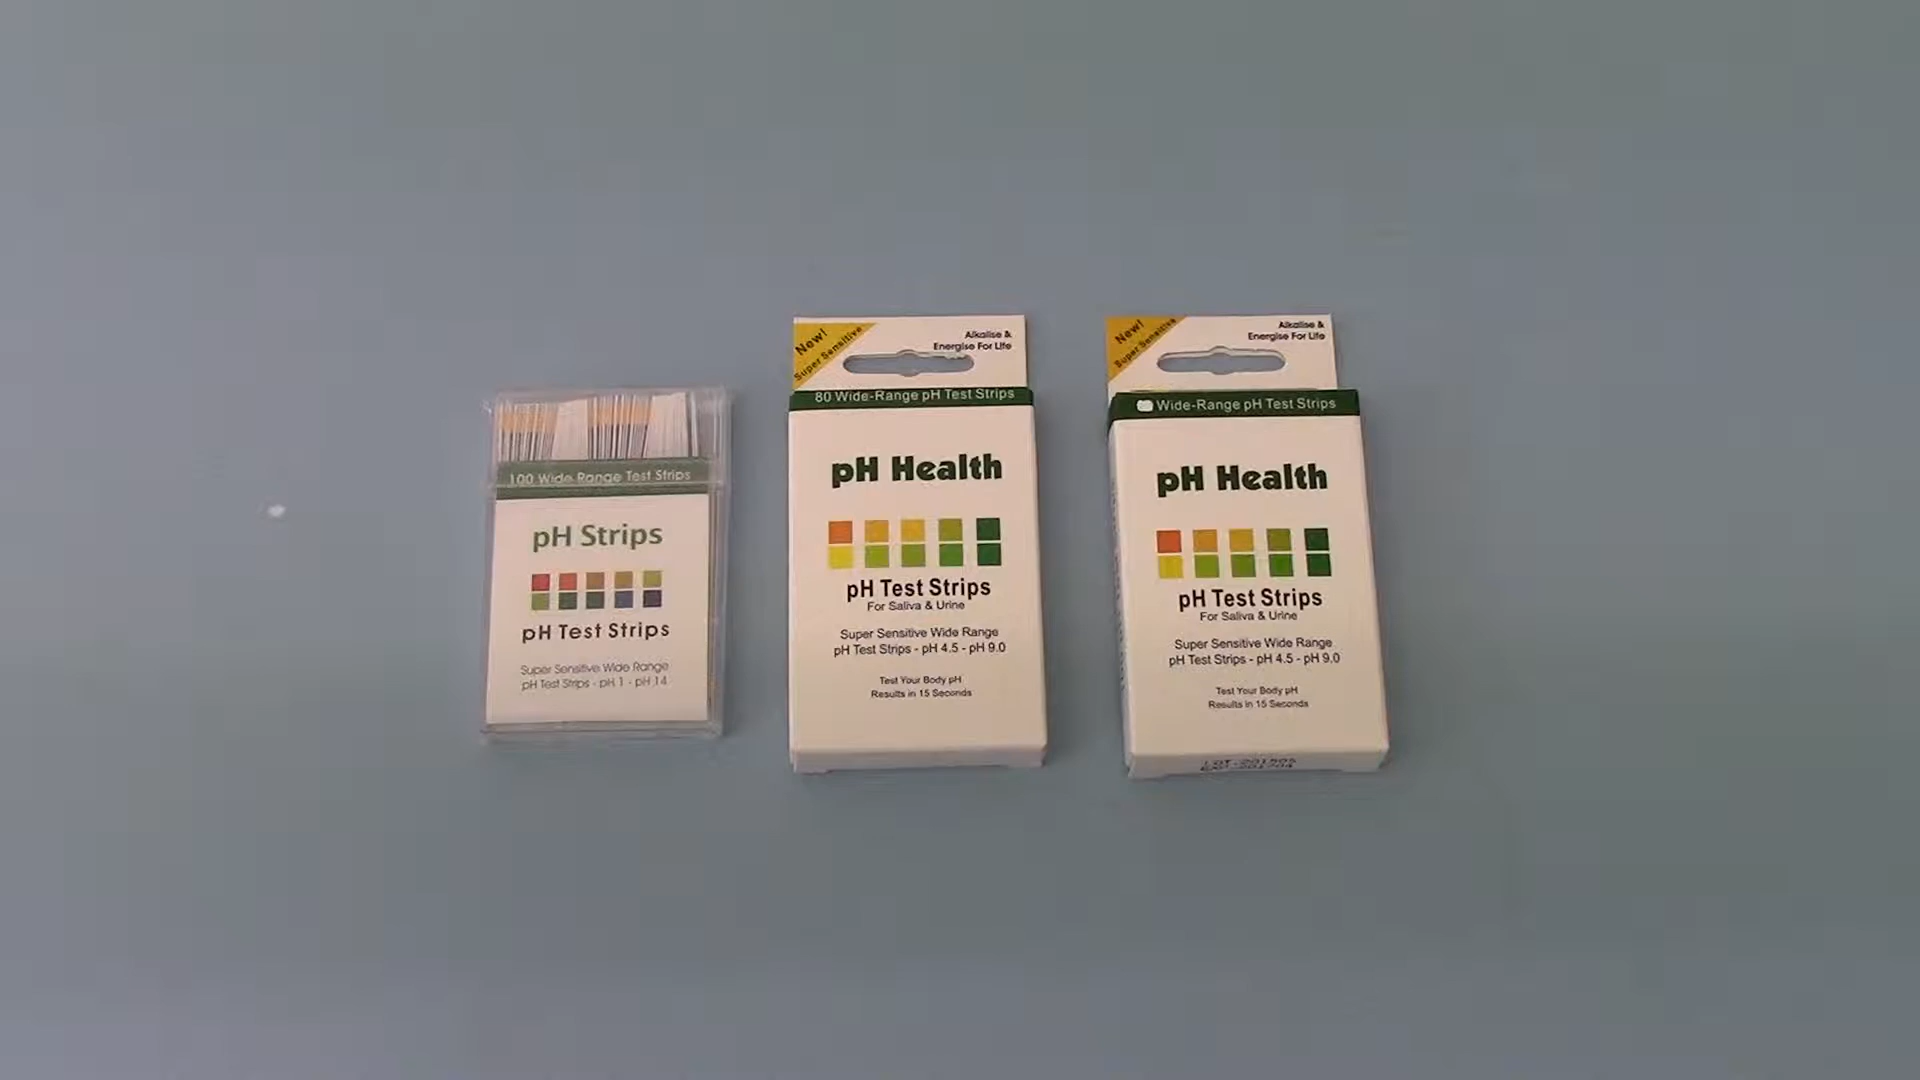 100 Wide Range Test Strips
pH Strips
pH Test Strips
Super Sensitive Wide Range
pH Test Strips - pH 1 - pH 14
New!
Super Sensitive
Alkalise &
Energise For Life
80 Wide-Range pH Test Strips
pH Health
pH Test Strips
For Saliva & Urine
Super Sensitive Wide Range
pH Test Strips - pH 4.5 - pH 9.0
Test Your Body pH
Results in 15 Seconds
New!
Super Sensitive
Alkalise &
Energise For Life
Wide-Range pH Test Strips
pH Health
pH Test Strips
For Saliva & Urine
Super Sensitive Wide Range
pH Test Strips - pH 4.5 - pH 9.0
Test Your Body pH
Results in 15 Seconds